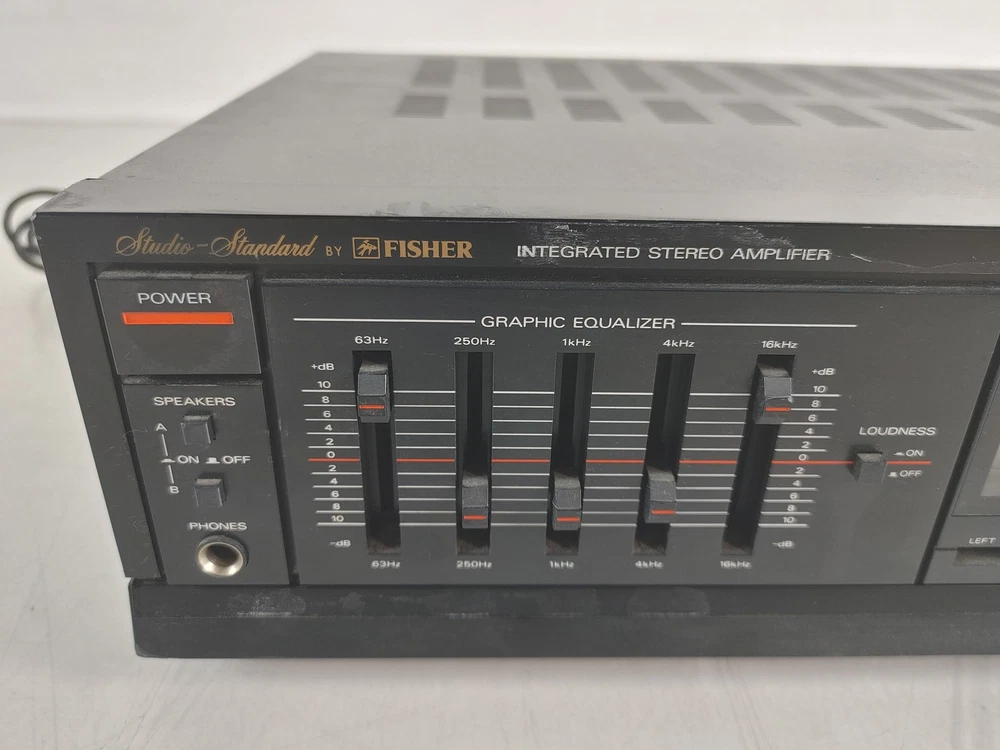 Studio-Standard BY FISHER INTEGRATED STEREO AMPLIFIER
POWER
GRAPHIC EQUALIZER
63Hz 250Hz 1kHz 4kHz 16kHz
+dB +dB
10 10
8 8
6 6
4 4
2 2
0 0
2 2
4 4
6 6
8 8
10 10
-dB -dB
63Hz 250Hz 1kHz 4kHz 16kHz
SPEAKERS
A
ON OFF
B
PHONES
LOUDNESS
ON
OFF
LEFT